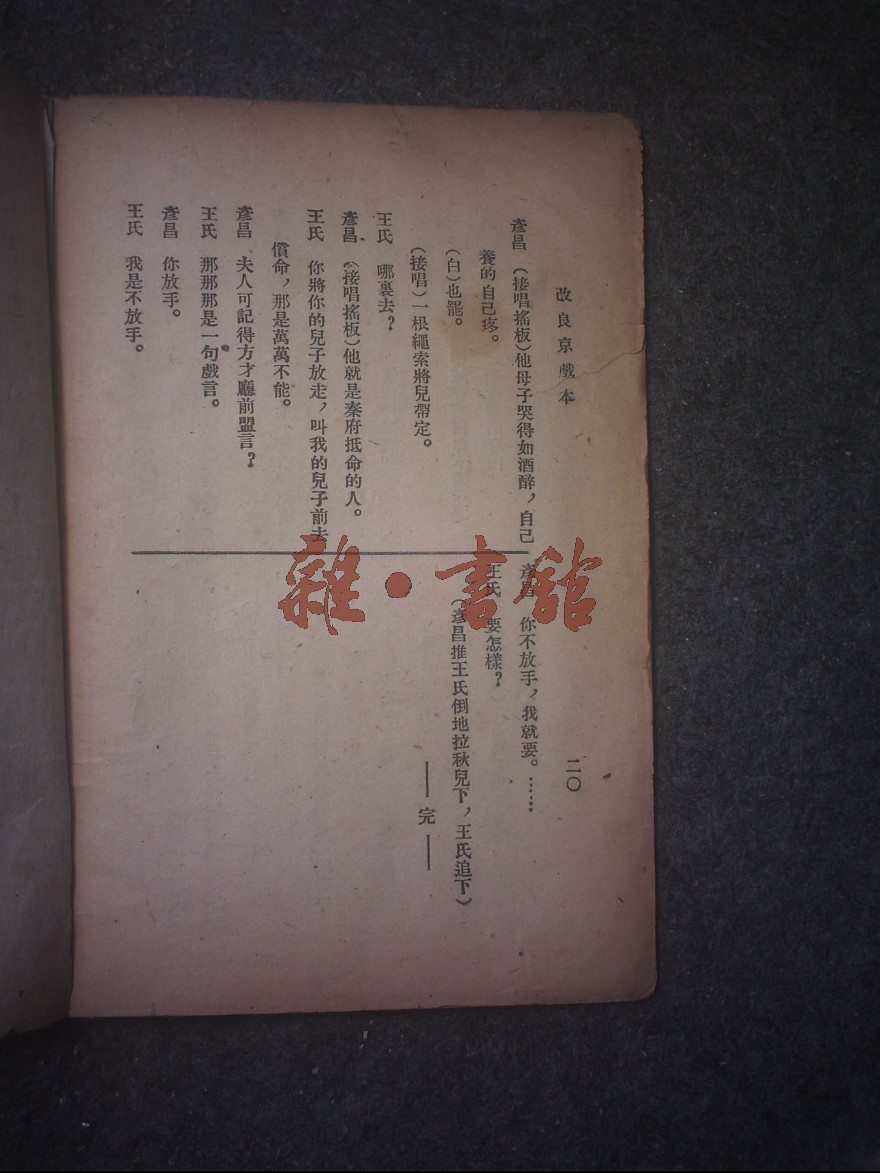 改良京戲本
二〇
彥昌 (接唱搖板)他母子哭得如酒醉,自己
養的自己疼。
(白)也罷。
(接唱)一根繩索將兒帶定。
王氏 哪裏去?
彥昌 (接唱搖板)他就是秦府抵命的人。
王氏 你將你的兒子放走,叫我的兒子前去
償命,那是萬萬不能。
彥昌 夫人可記得方才廳前盟言?
王氏 那那那是一句戲言。
彥昌 你放手。
王氏 我是不放手。
彥昌 你不放手,我就要。……
王氏 要怎樣?
(彥昌推王氏倒地拉秋兒下,王氏追下)
——完——
雜·書館